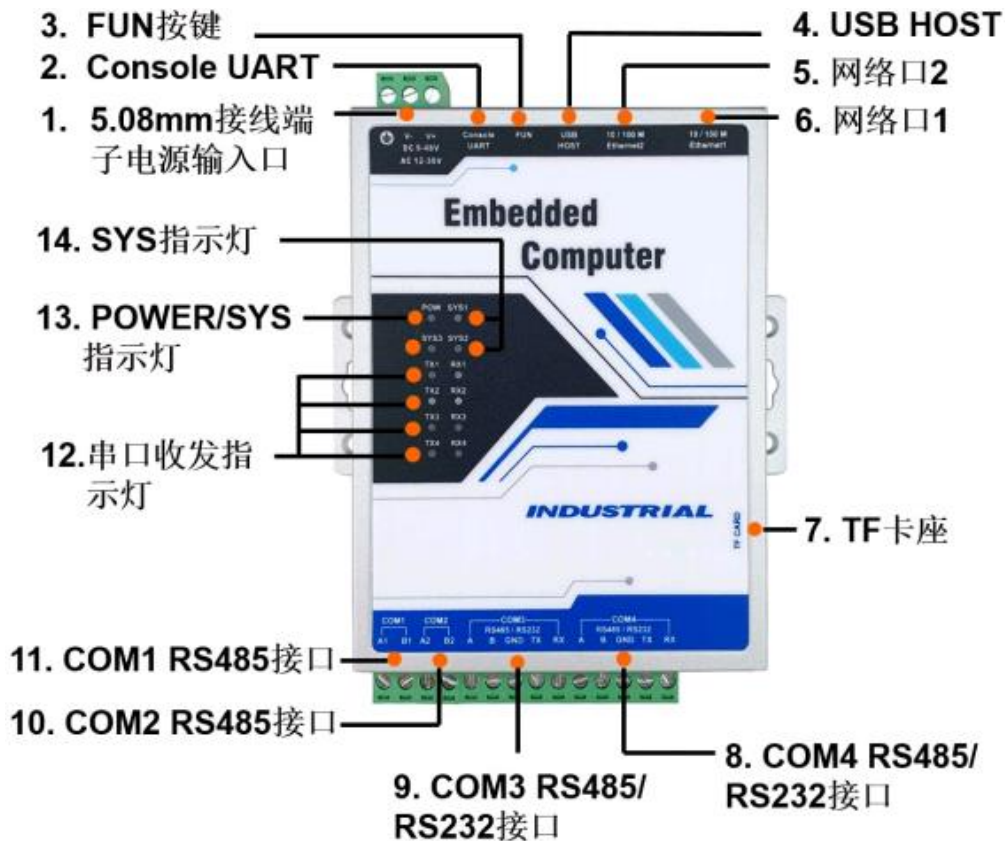 3. FUN按键
2. Console UART
1. 5.08mm接线端
子电源输入口
4. USB HOST
5. 网络口2
6. 网络口1
V- V+
DC 9-40V
AC 12-30V
Console
UART
FUN
USB
HOST
10 / 100 M
Ethernet2
10 / 100 M
Ethernet1
Embedded
Computer
14. SYS指示灯
13. POWER/SYS
指示灯
POW SYS1
SYS3 SYS2
TX1 RX1
TX2 RX2
TX3 RX3
TX4 RX4
12.串口收发指
示灯
INDUSTRIAL
TF CARD
7. TF卡座
COM1
A1 B1
COM2
A2 B2
COM3
RS485 / RS232
A B GND TX RX
COM4
RS485 / RS232
A B GND TX RX
11. COM1 RS485接口
10. COM2 RS485接口
9. COM3 RS485/
RS232接口
8. COM4 RS485/
RS232接口